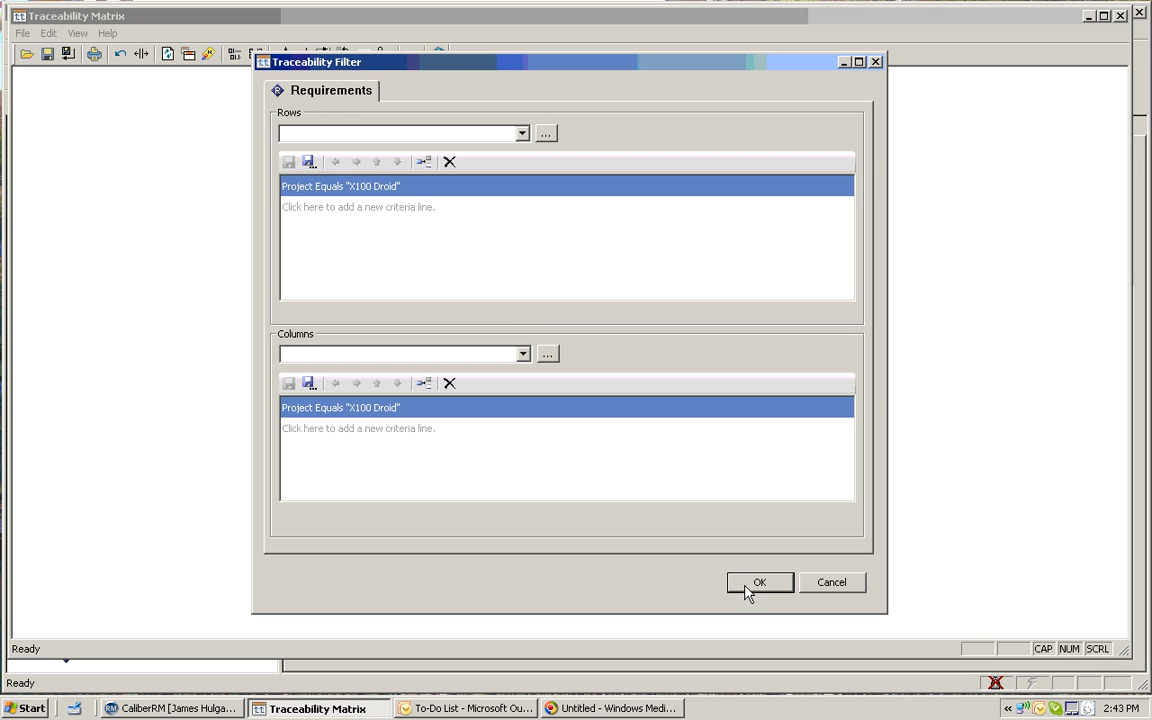 Traceability Matrix
File Edit View Help
Traceability Filter
Requirements
Rows
...
Project Equals "X100 Droid"
Click here to add a new criteria line.
Columns
...
Project Equals "X100 Droid"
Click here to add a new criteria line.
OK Cancel
Ready CAP NUM SCRL
Ready
Start CaliberRM [James Hulga... Traceability Matrix To-Do List - Microsoft Ou... Untitled - Windows Medi... « 2:43 PM